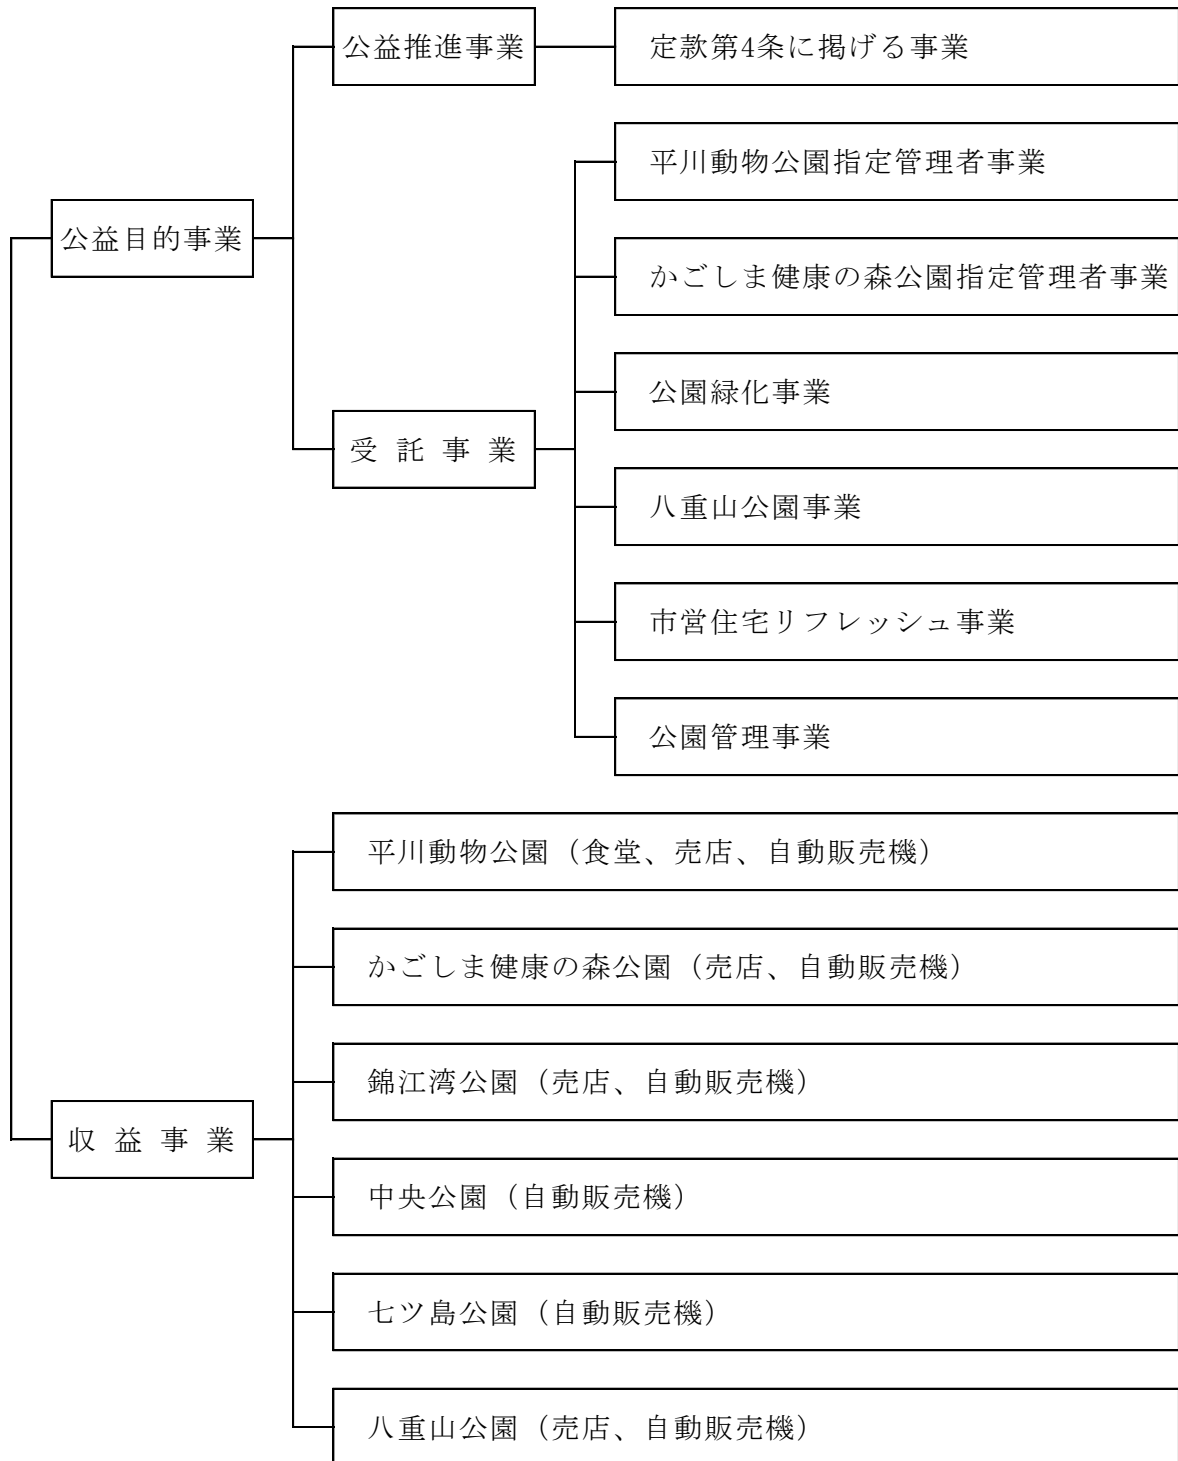 公益推進事業
定款第4条に掲げる事業
平川動物公園指定管理者事業
公益目的事業
かごしま健康の森公園指定管理者事業
公園緑化事業
受託事業
八重山公園事業
市営住宅リフレッシュ事業
公園管理事業
平川動物公園（食堂、売店、自動販売機）
かごしま健康の森公園（売店、自動販売機）
錦江湾公園（売店、自動販売機）
収益事業
中央公園（自動販売機）
七ツ島公園（自動販売機）
八重山公園（売店、自動販売機）